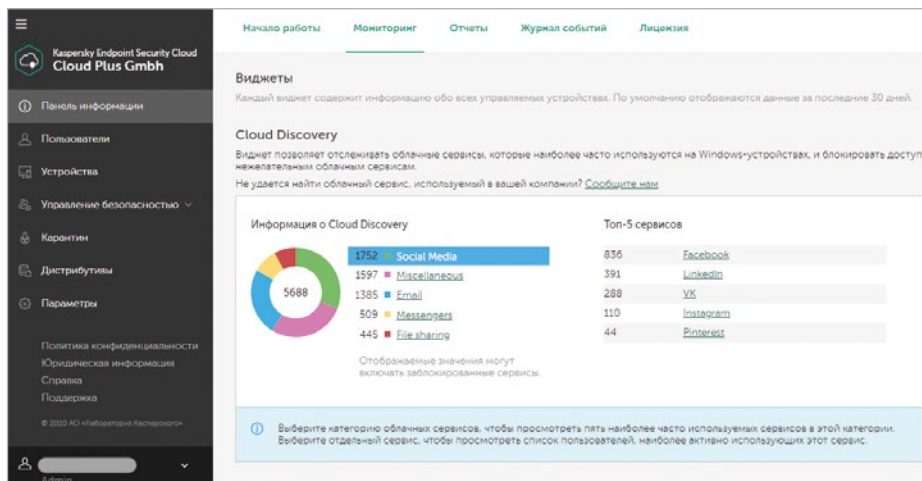 Kaspersky Endpoint Security Cloud
Cloud Plus Gmbh
Панель информации
Пользователи
Устройства
Управление безопасностью
Карантин
Дистрибутивы
Параметры
Политика конфиденциальности
Юридическая информация
Справка
Поддержка
© 2020 АО «Лаборатория Касперского»
Admin
Начало работы Мониторинг Отчеты Журнал событий Лицензия
Виджеты
Каждый виджет содержит информацию обо всех управляемых устройствах. По умолчанию отображаются данные за последние 30 дней.
Cloud Discovery
Виджет позволяет отслеживать облачные сервисы, которые наиболее часто используются на Windows-устройствах, и блокировать доступ
нежелательным облачным сервисам.
Не удается найти облачный сервис, используемый в вашей компании? Сообщите нам
Информация о Cloud Discovery
5688
1752 Social Media
1597 Miscellaneous
1385 Email
509 Messengers
445 File sharing
Отображаемые значения могут
включать заблокированные сервисы.
Топ-5 сервисов
836 Facebook
391 LinkedIn
288 VK
110 Instagram
44 Pinterest
Выберите категорию облачных сервисов, чтобы просмотреть пять наиболее часто используемых сервисов в этой категории.
Выберите отдельный сервис, чтобы просмотреть список пользователей, наиболее активно использующих этот сервис.